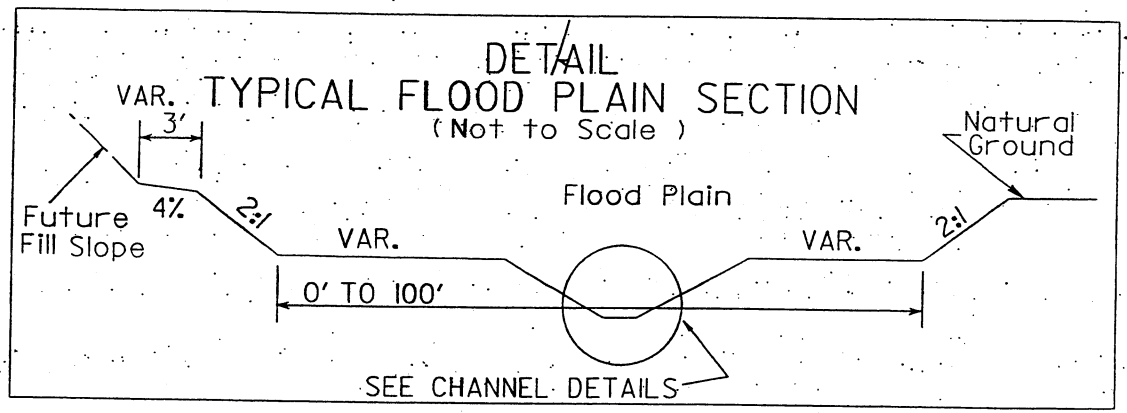 DETAIL
TYPICAL FLOOD PLAIN SECTION
( Not to Scale )
VAR.
3'
Natural
Ground
Flood Plain
4%
2:1
2:1
Future
Fill Slope
VAR.
VAR.
0' TO 100'
SEE CHANNEL DETAILS